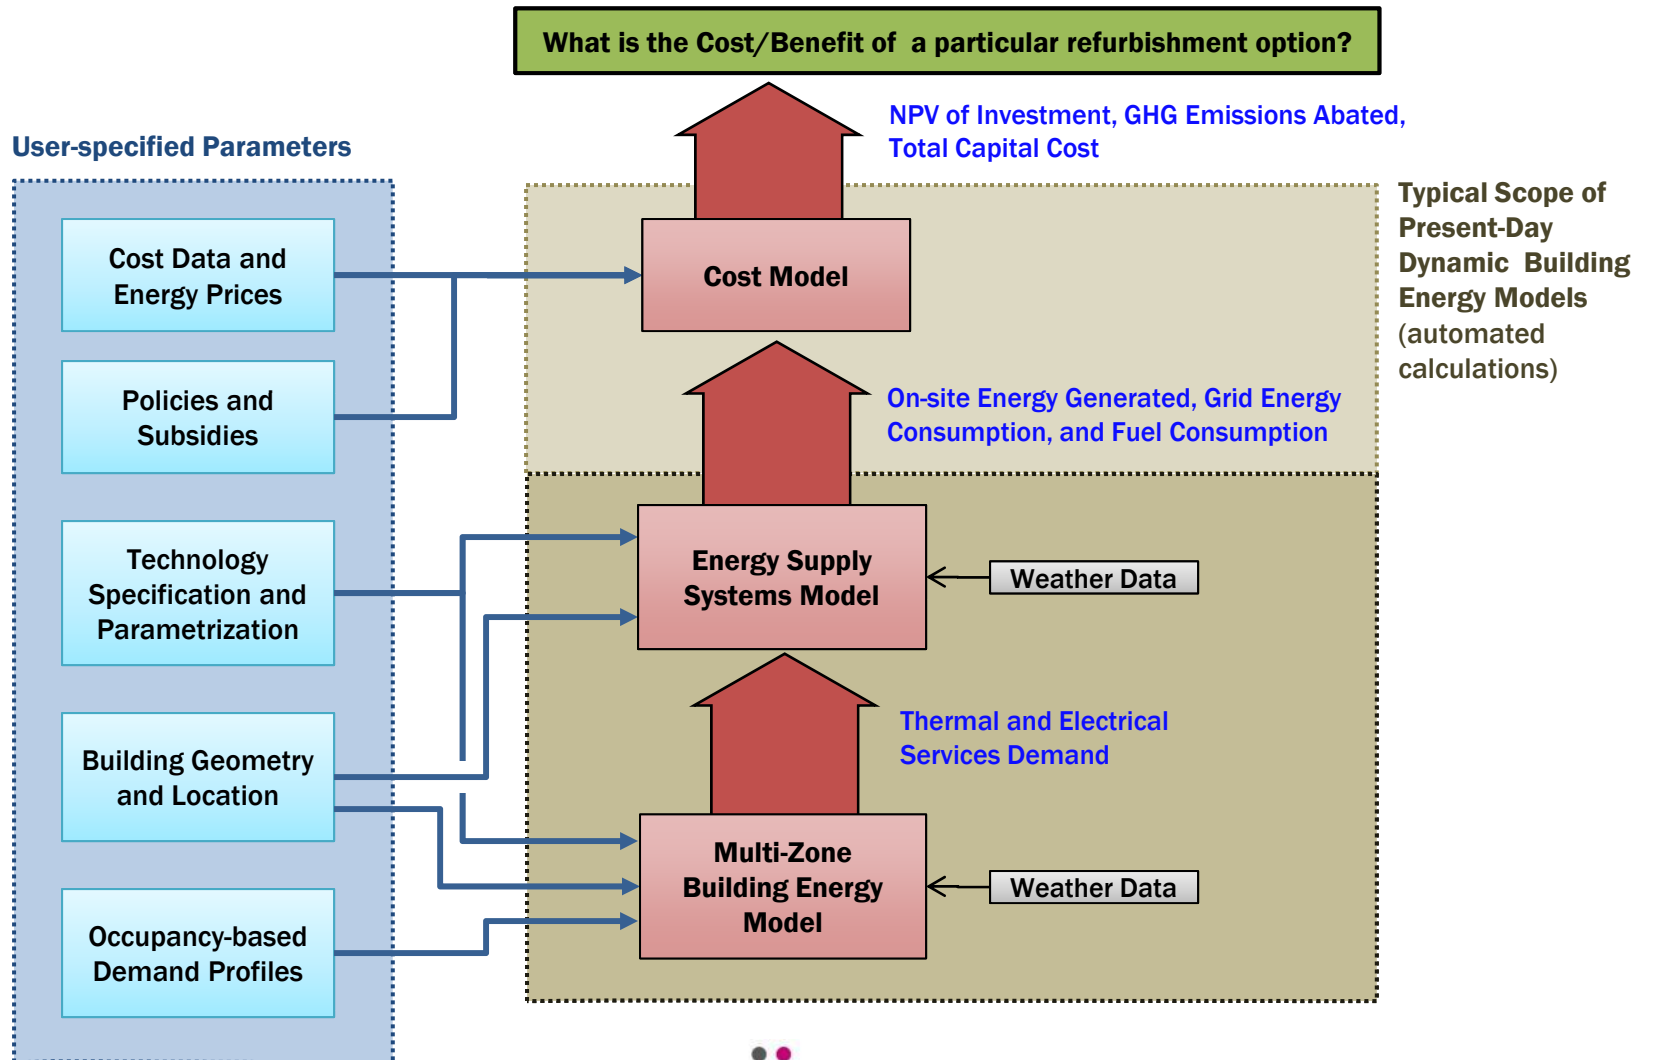 What is the Cost/Benefit of a particular refurbishment option?
NPV of Investment, GHG Emissions Abated,
Total Capital Cost
User-specified Parameters
Typical Scope of
Present-Day
Dynamic Building
Energy Models
(automated
calculations)
Cost Data and
Energy Prices
Cost Model
Policies and
Subsidies
On-site Energy Generated, Grid Energy
Consumption, and Fuel Consumption
Technology
Specification and
Parametrization
Energy Supply
Systems Model
Weather Data
Building Geometry
and Location
Thermal and Electrical
Services Demand
Multi-Zone
Building Energy
Model
Weather Data
Occupancy-based
Demand Profiles